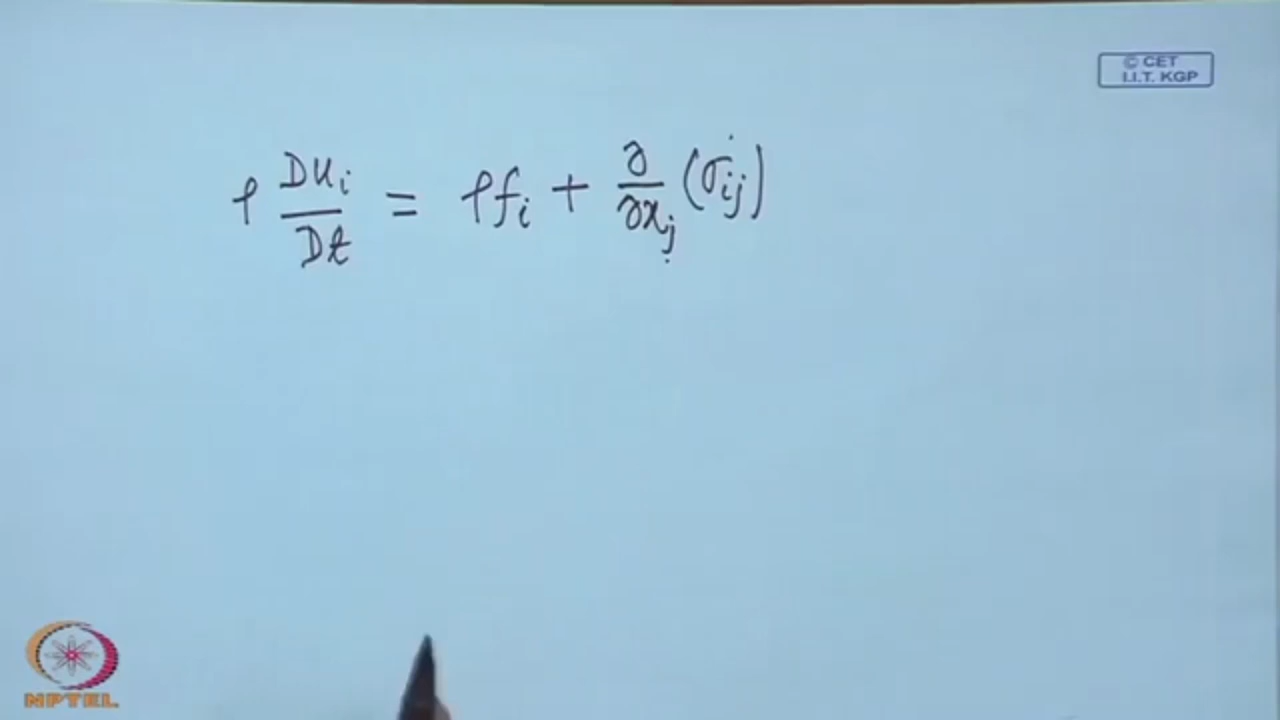 © CET
I.I.T. KGP
ρ Du_i/Dt = ρf_i + ∂/∂x_j (σ_ij)
NPTEL